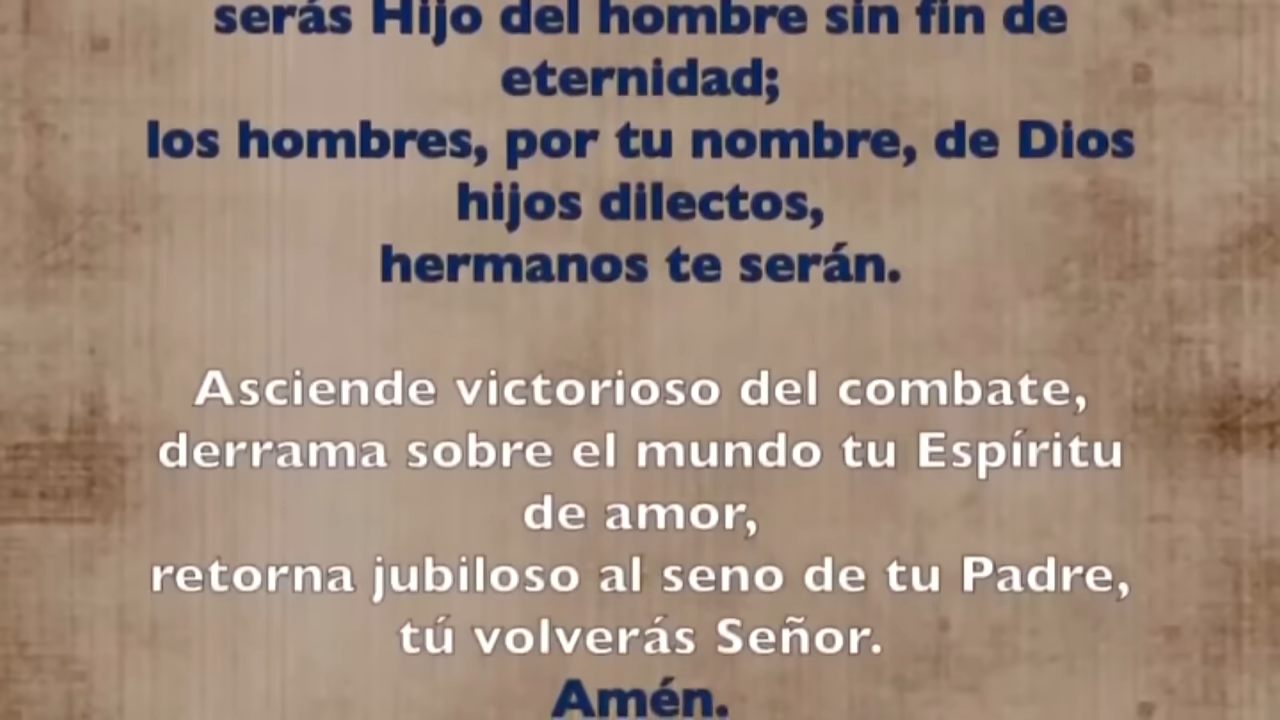 serás Hijo del hombre sin fin de
eternidad;
los hombres, por tu nombre, de Dios
hijos dilectos,
hermanos te serán.
Asciende victorioso del combate,
derrama sobre el mundo tu Espíritu
de amor,
retorna jubiloso al seno de tu Padre,
tú volverás Señor.
Amén.